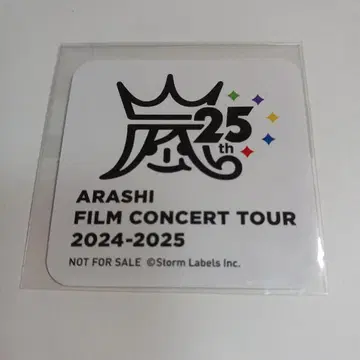 嵐 25th
ARASHI
FILM CONCERT TOUR
2024-2025
NOT FOR SALE ©Storm Labels Inc.